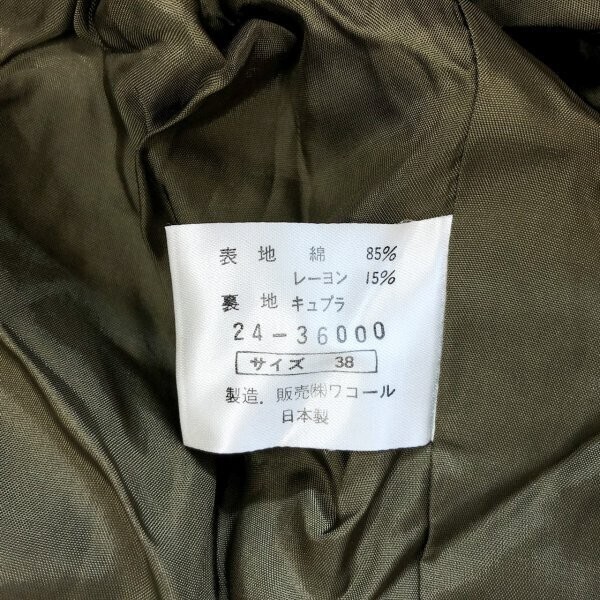 表地 綿 85%
レーヨン 15%
裏地 キュプラ
24-36000
サイズ 38
製造．販売㈱ワコール
日本製